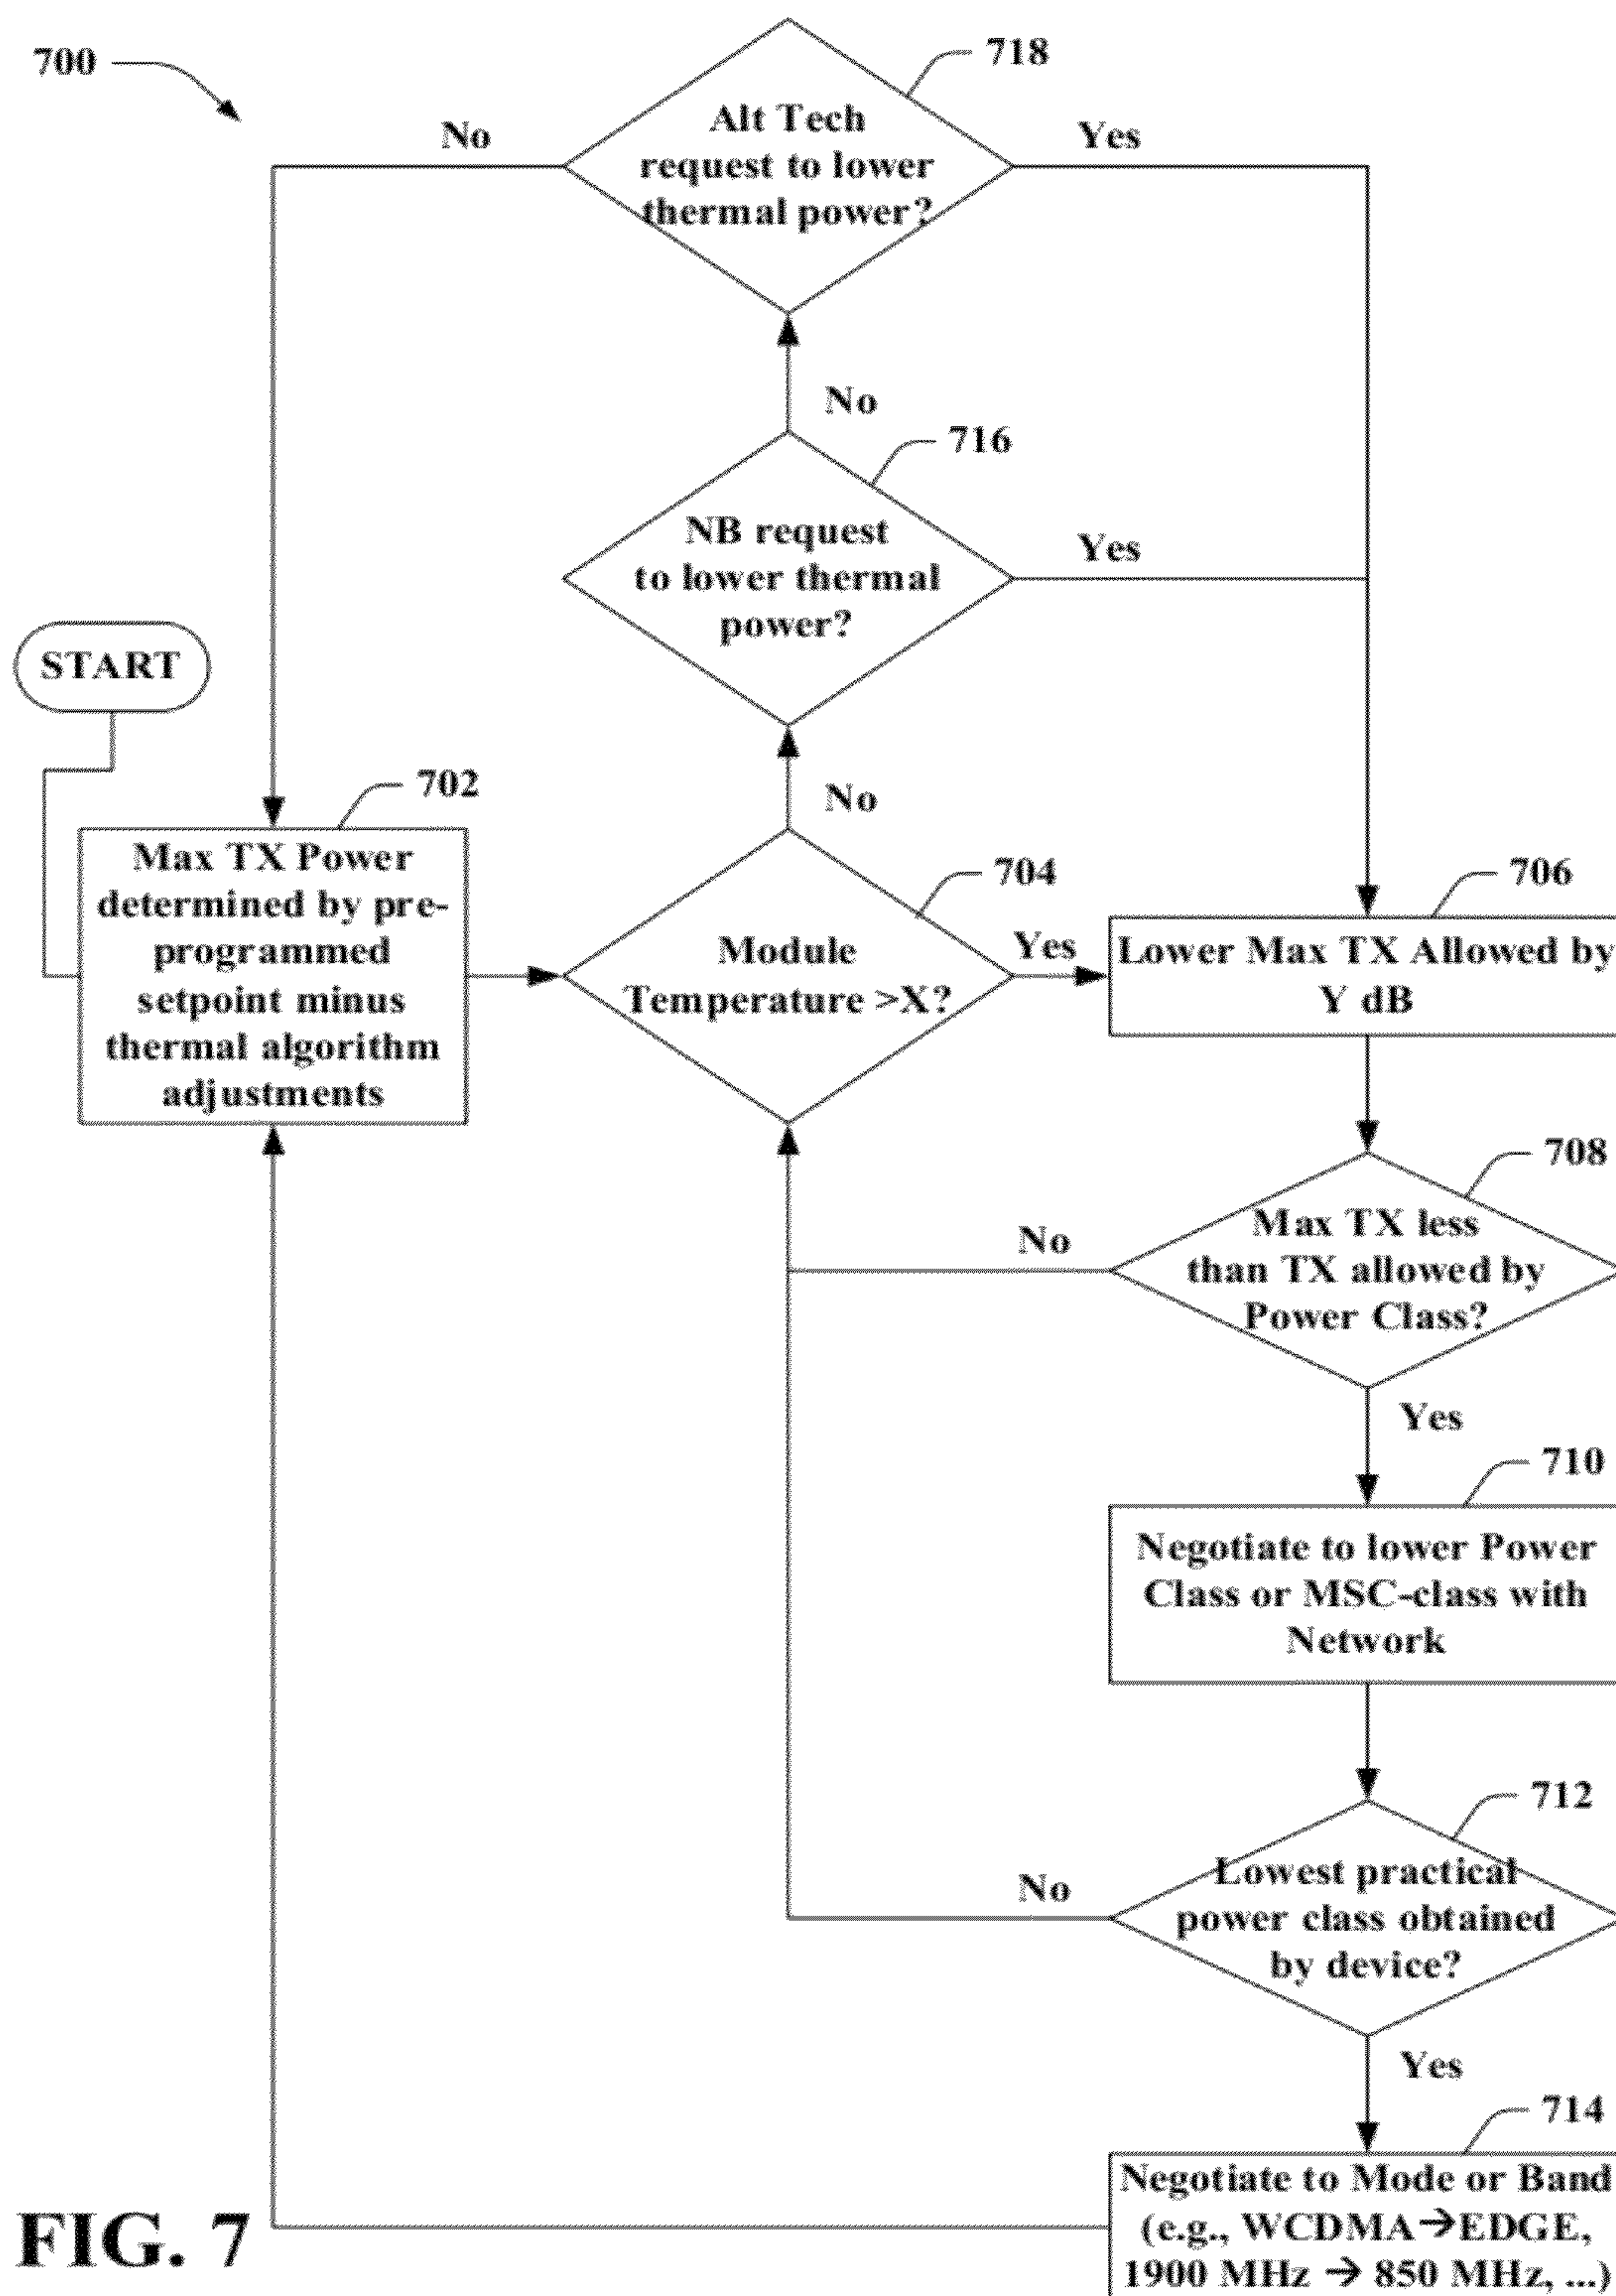 700
718
No
Alt Tech
request to lower
thermal power?
Yes
No
716
NB request
to lower thermal
power?
Yes
START
No
702
Max TX Power
determined by pre-
programmed
setpoint minus
thermal algorithm
adjustments
704
Module
Temperature >X?
Yes
706
Lower Max TX Allowed by
Y dB
708
No
Max TX less
than TX allowed by
Power Class?
Yes
710
Negotiate to lower Power
Class or MSC-class with
Network
712
No
Lowest practical
power class obtained
by device?
Yes
714
Negotiate to Mode or Band
(e.g., WCDMA→EDGE,
1900 MHz → 850 MHz, ...)
FIG. 7